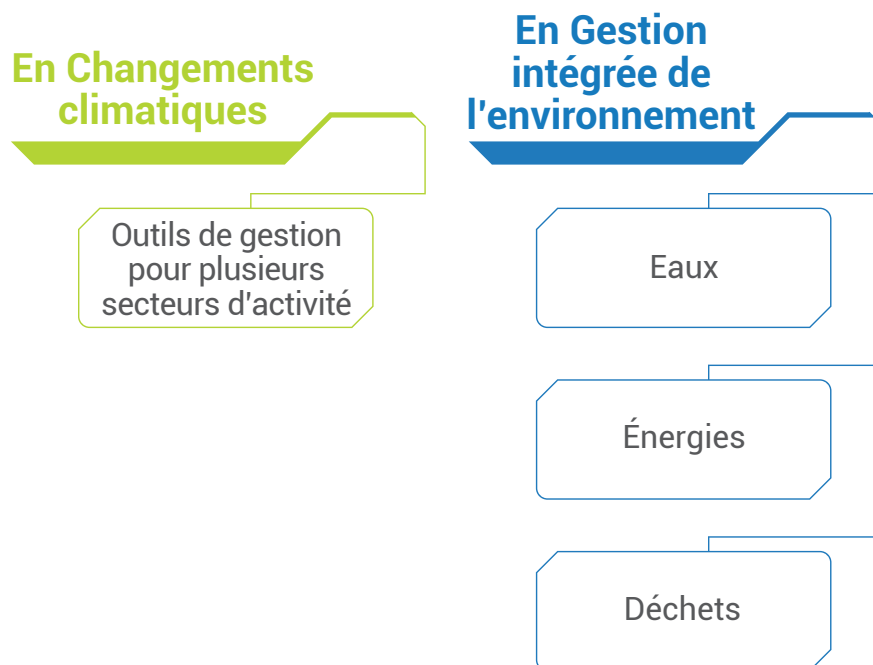 En Changements
climatiques
Outils de gestion
pour plusieurs
secteurs d'activité
En Gestion
intégrée de
l'environnement
Eaux
Énergies
Déchets